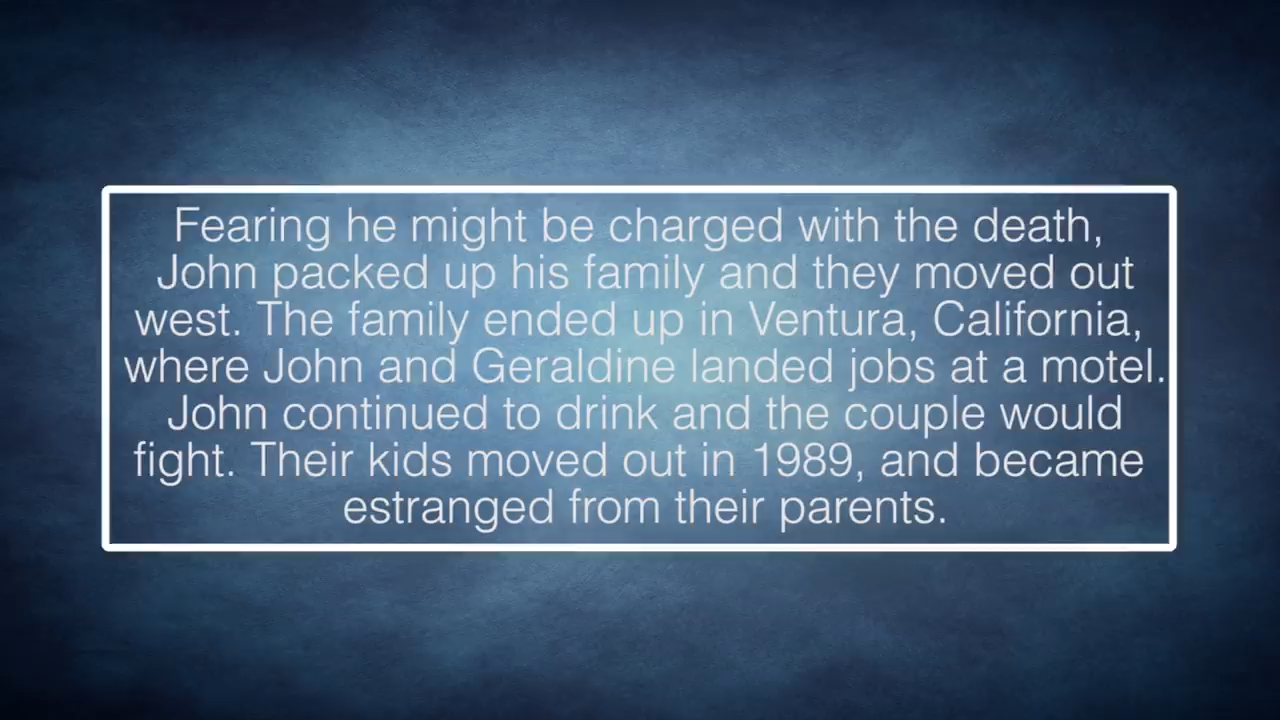 Fearing he might be charged with the death,
John packed up his family and they moved out
west. The family ended up in Ventura, California,
where John and Geraldine landed jobs at a motel.
John continued to drink and the couple would
fight. Their kids moved out in 1989, and became
estranged from their parents.